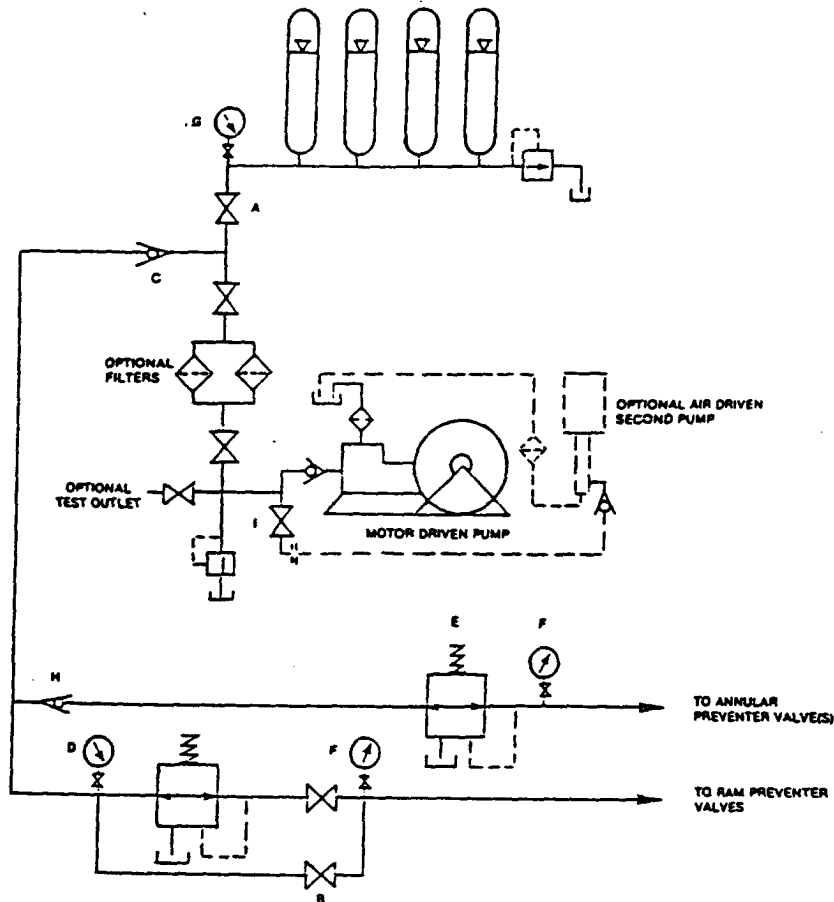 G
A
C
OPTIONAL
FILTERS
OPTIONAL AIR DRIVEN
SECOND PUMP
OPTIONAL
TEST OUTLET
I
MOTOR DRIVEN PUMP
E
F
H
TO ANNULAR
PREVENTER VALVE(S)
D
F
TO RAM PREVENTER
VALVES
B